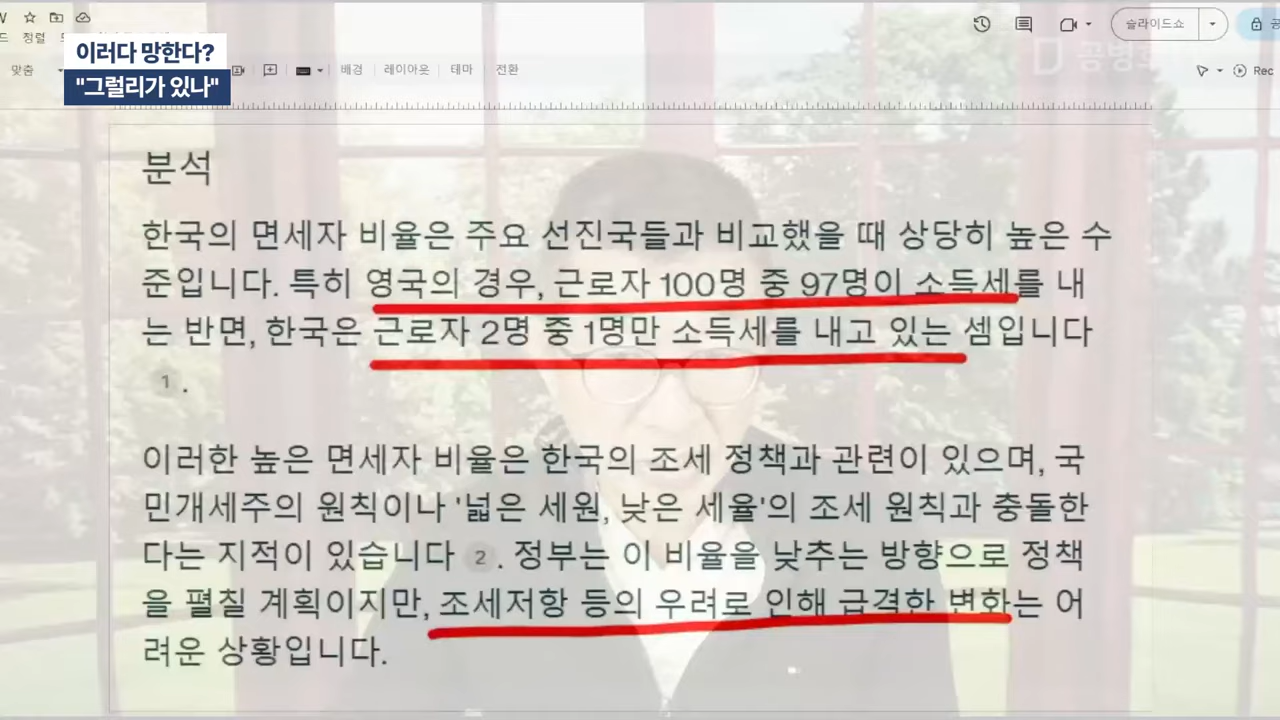 정렬
슬라이드쇼
이러다 망한다?
"그럴리가 있나"
맞춤
배경 레이아웃 테마 전환
Rec
분석
한국의 면세자 비율은 주요 선진국들과 비교했을 때 상당히 높은 수
준입니다. 특히 영국의 경우, 근로자 100명 중 97명이 소득세를 내
는 반면, 한국은 근로자 2명 중 1명만 소득세를 내고 있는 셈입니다
1 .
이러한 높은 면세자 비율은 한국의 조세 정책과 관련이 있으며, 국
민개세주의 원칙이나 '넓은 세원, 낮은 세율'의 조세 원칙과 충돌한
다는 지적이 있습니다 2 . 정부는 이 비율을 낮추는 방향으로 정책
을 펼칠 계획이지만, 조세저항 등의 우려로 인해 급격한 변화는 어
려운 상황입니다.